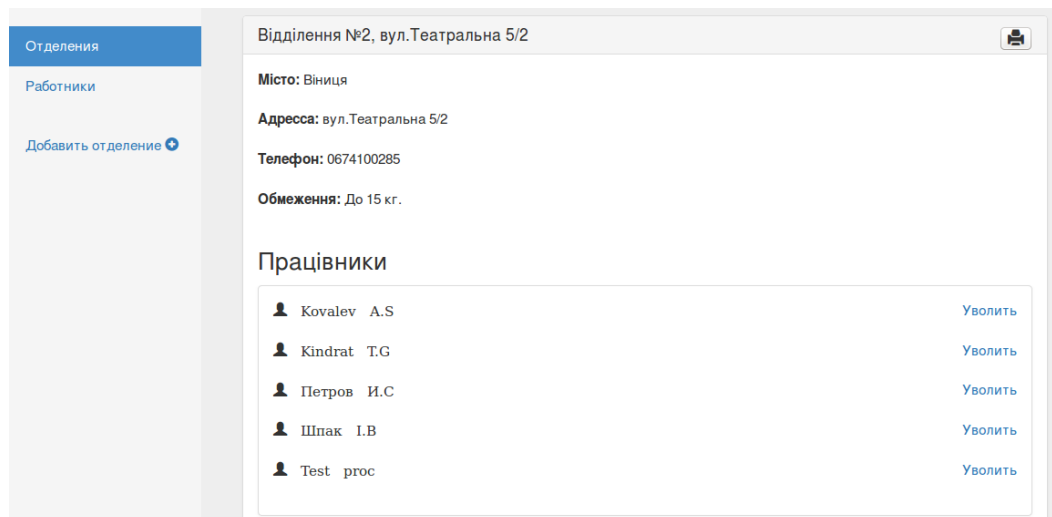 Отделения
Работники
Добавить отделение
Відділення №2, вул.Театральна 5/2
Місто: Віниця
Адресса: вул.Театральна 5/2
Телефон: 0674100285
Обмеження: До 15 кг.
Працівники
Kovalev A.S Уволить
Kindrat T.G Уволить
Петров И.С Уволить
Шпак І.В Уволить
Test proc Уволить